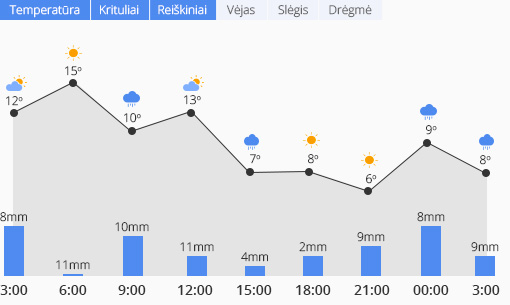 Temperatūra Krituliai Reiškiniai Vėjas Slėgis Drėgmė
12º 15º 10º 13º 7º 8º 6º 9º 8º
8mm 11mm 10mm 11mm 4mm 2mm 9mm 8mm 9mm
3:00 6:00 9:00 12:00 15:00 18:00 21:00 00:00 3:00